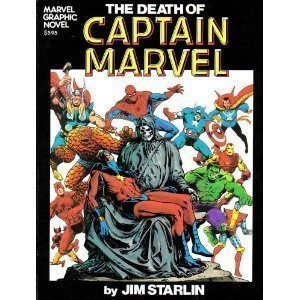 MARVEL
GRAPHIC
NOVEL
$5.95
THE DEATH OF
CAPTAIN
MARVEL
by JIM STARLIN